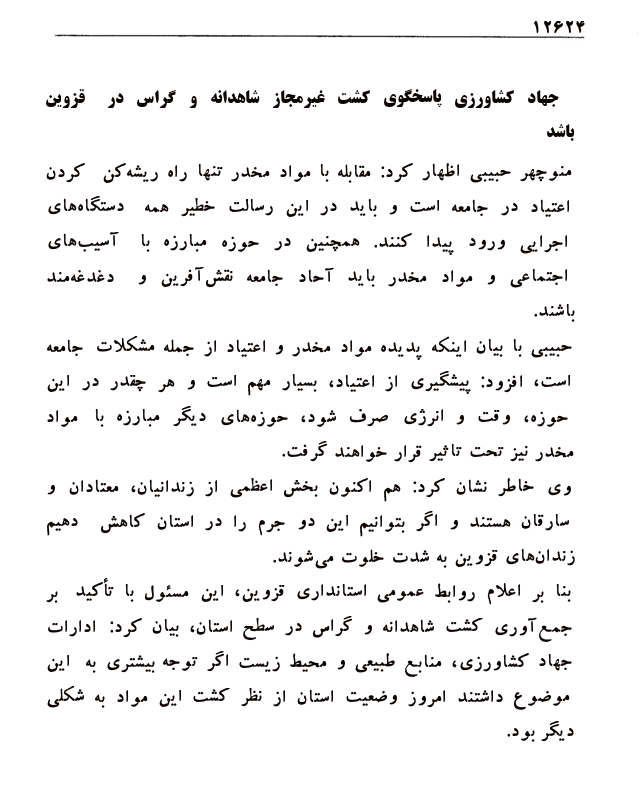 ۱۲۶۲۴
جهاد کشاورزی پاسخگوی کشت غیرمجاز شاهدانه و گراس در قزوین
باشد
منوچهر حبیبی اظهار کرد: مقابله با مواد مخدر تنها راه ریشه‌کن کردن
اعتیاد در جامعه است و باید در این رسالت خطیر همه دستگاه‌های
اجرایی ورود پیدا کنند. همچنین در حوزه مبارزه با آسیب‌های
اجتماعی و مواد مخدر باید آحاد جامعه نقش‌آفرین و دغدغه‌مند
باشند.
حبیبی با بیان اینکه پدیده مواد مخدر و اعتیاد از جمله مشکلات جامعه
است، افزود: پیشگیری از اعتیاد، بسیار مهم است و هر چقدر در این
حوزه، وقت و انرژی صرف شود، حوزه‌های دیگر مبارزه با مواد
مخدر نیز تحت تاثیر قرار خواهند گرفت.
وی خاطر نشان کرد: هم اکنون بخش اعظمی از زندانیان، معتادان و
سارقان هستند و اگر بتوانیم این دو جرم را در استان کاهش دهیم
زندان‌های قزوین به شدت خلوت می‌شوند.
بنا بر اعلام روابط عمومی استانداری قزوین، این مسئول با تأکید بر
جمع‌آوری کشت شاهدانه و گراس در سطح استان، بیان کرد: ادارات
جهاد کشاورزی، منابع طبیعی و محیط زیست اگر توجه بیشتری به این
موضوع داشتند امروز وضعیت استان از نظر کشت این مواد به شکلی
دیگر بود.